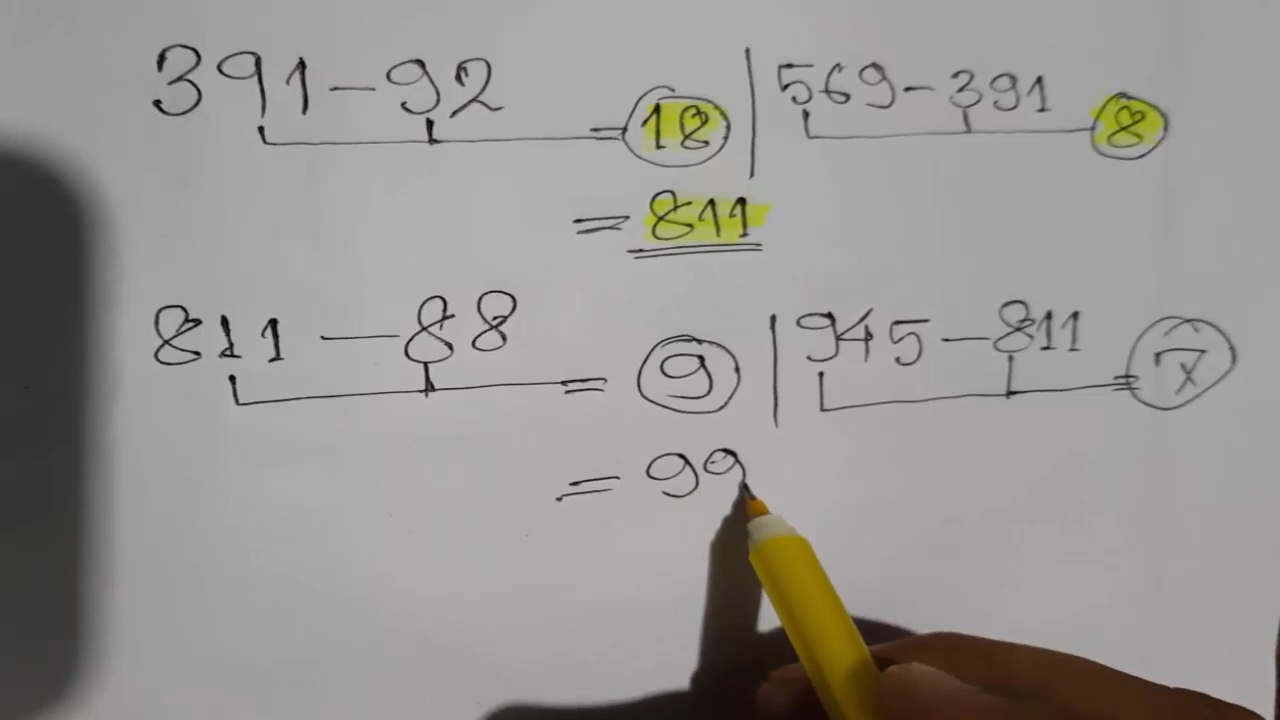 391-92 = 18 | 569-391 8
= 811
811-88 = 9 | 945-811 = 7
= 99